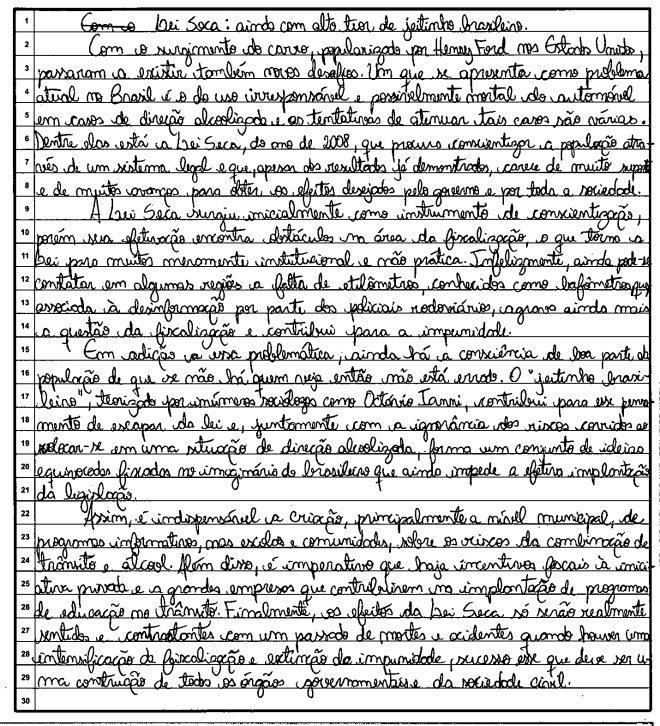 1 Com o Lei Seca: ainda com alto teor de jeitinho brasileiro.
2 Com o surgimento do carro, popularizado por Henry Ford nos Estados Unidos,
3 passaram a existir também novos desafios. Um que se apresenta como problema
4 atual no Brasil é o do uso irresponsável e possivelmente mortal do automóvel
5 em casos de direção alcoolizada e as tentativas de atenuar tais casos são várias.
6 Dentre elas está a Lei Seca, do ano de 2008, que procura conscientizar a população atra-
7 vés de um sistema legal e que, apesar dos resultados já demonstrados, carece de muito suporte
8 e de muitos avanços para obter os efeitos desejados pelo governo e por toda a sociedade.
9 A Lei Seca surgiu inicialmente como instrumento de conscientização,
10 porém sua efetivação encontra obstáculos na área da fiscalização, o que torna a
11 Lei para muitos meramente institucional e não prática. Infelizmente, ainda pode-se
12 constatar em algumas regiões a falta de etilômetros, conhecidos como bafômetros, que
13 associada à desinformação por parte dos policiais rodoviários, agrava ainda mais
14 a questão da fiscalização e contribui para a impunidade.
15 Em adição a essa problemática, ainda há a consciência de boa parte da
16 população de que se não há quem veja então não está errado. O "jeitinho brasi-
17 leiro", teorizado por inúmeros sociólogos como Octávio Ianni, contribui para esse pensa-
18 mento de escapar da lei e, juntamente com a ignorância dos riscos corridos ao
19 colocar-se em uma situação de direção alcoolizada, forma um conjunto de ideias
20 equivocadas fixadas no imaginário do brasileiro que ainda impede a efetiva implantação
21 da legislação.
22 Assim, é indispensável a criação, principalmente a nível municipal, de
23 programas informativos, nas escolas e comunidades, sobre os riscos da combinação de
24 trânsito e álcool. Além disso, é imperativo que haja incentivos fiscais à inici-
25 ativa privada e a grandes empresas que contribuirem na implantação de programas
26 de educação no trânsito. Finalmente, os efeitos da Lei Seca só serão realmente
27 sentidos e contrastantes com um passado de mortes e acidentes quando houver uma
28 intensificação da fiscalização e extinção da impunidade, sucesso esse que deve ser u-
29 ma construção de todos os órgãos governamentais e da sociedade civil.
30